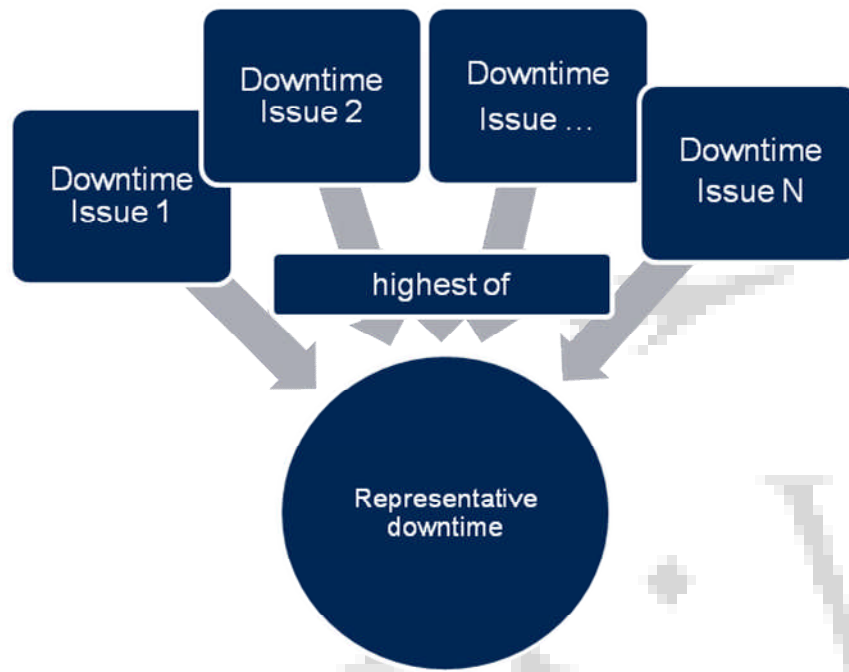 Downtime
Issue 1
Downtime
Issue 2
Downtime
Issue ...
Downtime
Issue N
highest of
Representative
downtime